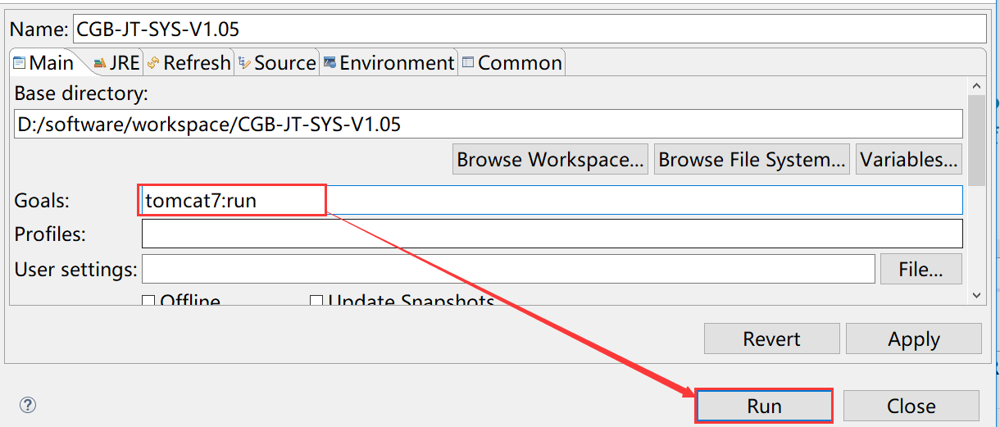 Name: CGB-JT-SYS-V1.05
Main JRE Refresh Source Environment Common
Base directory:
D:/software/workspace/CGB-JT-SYS-V1.05
Browse Workspace... Browse File System... Variables...
Goals: tomcat7:run
Profiles:
User settings: File...
Offline Update Snapshots
Revert Apply
? Run Close